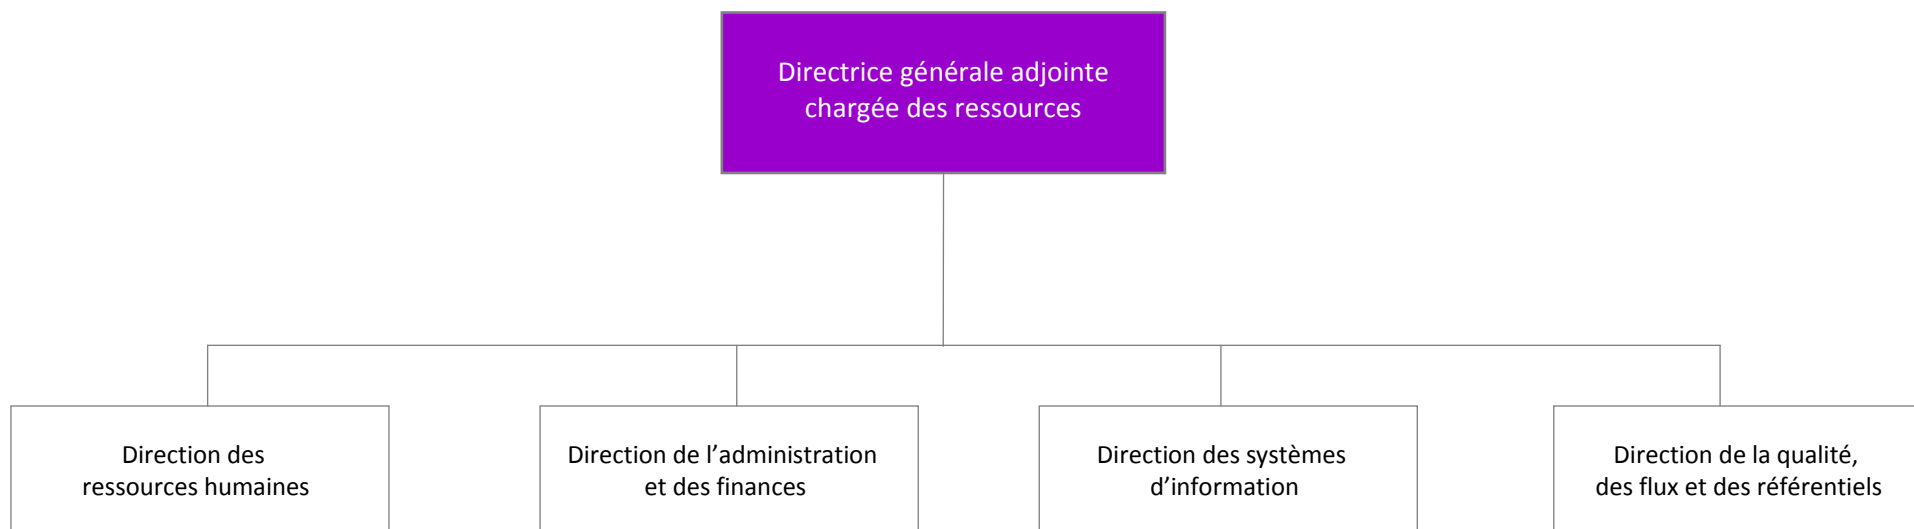 Directrice générale adjointe
chargée des ressources
Direction des
ressources humaines
Direction de l’administration
et des finances
Direction des systèmes
d’information
Direction de la qualité,
des flux et des référentiels